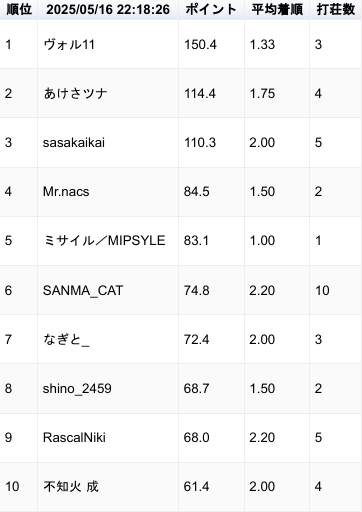 順位 2025/05/16 22:18:26 ポイント 平均着順 打荘数
1 ヴォル11 150.4 1.33 3
2 あけさツナ 114.4 1.75 4
3 sasakaikai 110.3 2.00 5
4 Mr.nacs 84.5 1.50 2
5 ミサイル／MIPSYLE 83.1 1.00 1
6 SANMA_CAT 74.8 2.20 10
7 なぎと_ 72.4 2.00 3
8 shino_2459 68.7 1.50 2
9 RascalNiki 68.0 2.20 5
10 不知火 成 61.4 2.00 4